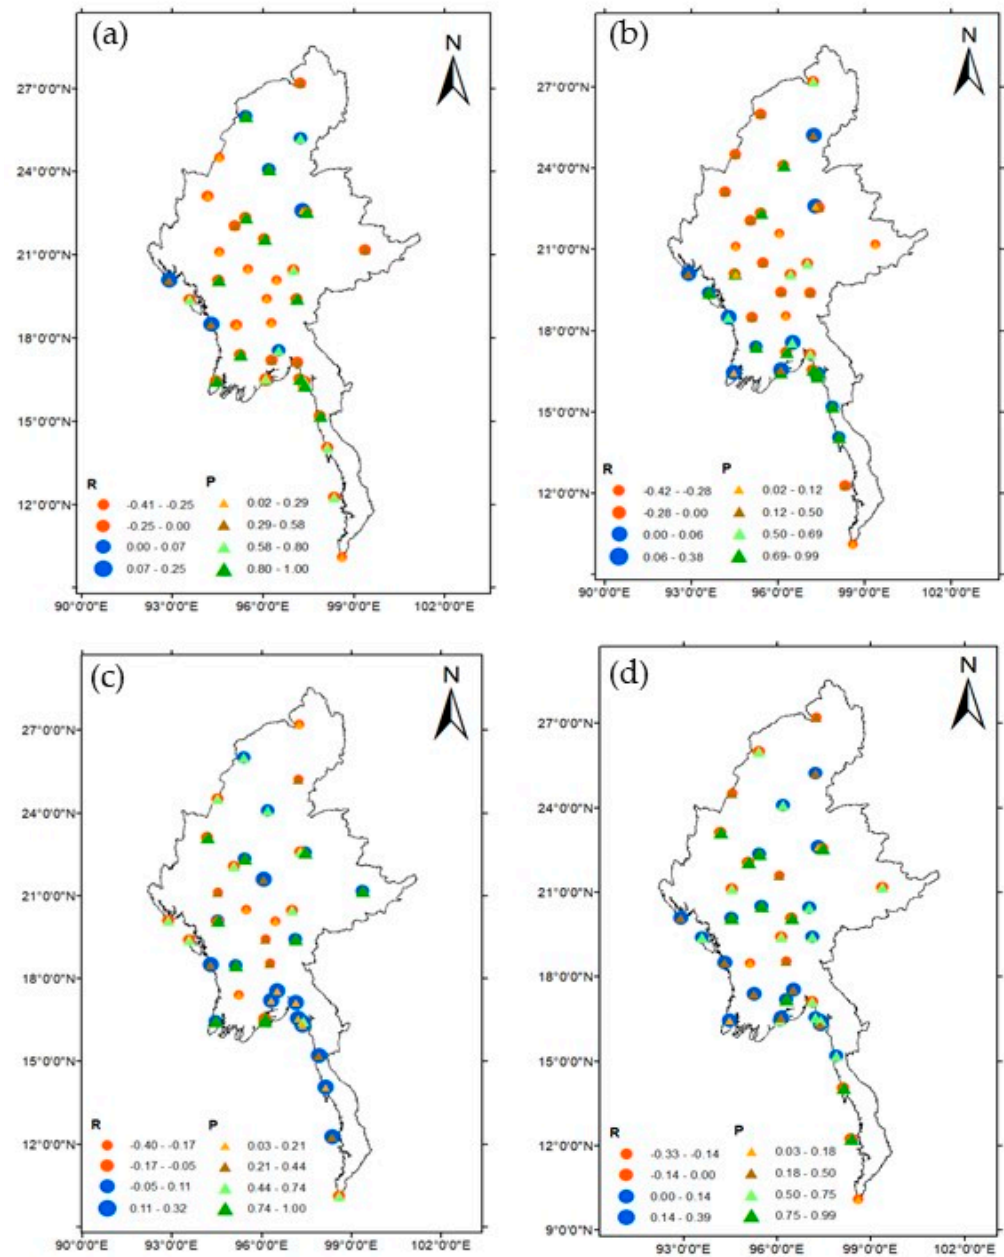 (a)
N
27°0'0"N
24°0'0"N
21°0'0"N
18°0'0"N
15°0'0"N
12°0'0"N
R
-0.41 - -0.25
-0.25 - 0.00
0.00 - 0.07
0.07 - 0.25
P
0.02 - 0.29
0.29 - 0.58
0.58 - 0.80
0.80 - 1.00
90°0'0"E 93°0'0"E 96°0'0"E 99°0'0"E 102°0'0"E
(b)
N
27°0'0"N
24°0'0"N
21°0'0"N
18°0'0"N
15°0'0"N
12°0'0"N
R
-0.42 - -0.28
-0.28 - 0.00
0.00 - 0.06
0.06 - 0.38
P
0.02 - 0.12
0.12 - 0.50
0.50 - 0.69
0.69 - 0.99
90°0'0"E 93°0'0"E 96°0'0"E 99°0'0"E 102°0'0"E
(c)
N
27°0'0"N
24°0'0"N
21°0'0"N
18°0'0"N
15°0'0"N
12°0'0"N
R
-0.40 - -0.17
-0.17 - -0.05
-0.05 - 0.11
0.11 - 0.32
P
0.03 - 0.21
0.21 - 0.44
0.44 - 0.74
0.74 - 1.00
90°0'0"E 93°0'0"E 96°0'0"E 99°0'0"E 102°0'0"E
(d)
N
27°0'0"N
24°0'0"N
21°0'0"N
18°0'0"N
15°0'0"N
12°0'0"N
9°0'0"N
R
-0.33 - -0.14
-0.14 - 0.00
0.00 - 0.14
0.14 - 0.39
P
0.03 - 0.18
0.18 - 0.50
0.50 - 0.75
0.75 - 0.99
93°0'0"E 96°0'0"E 99°0'0"E 102°0'0"E